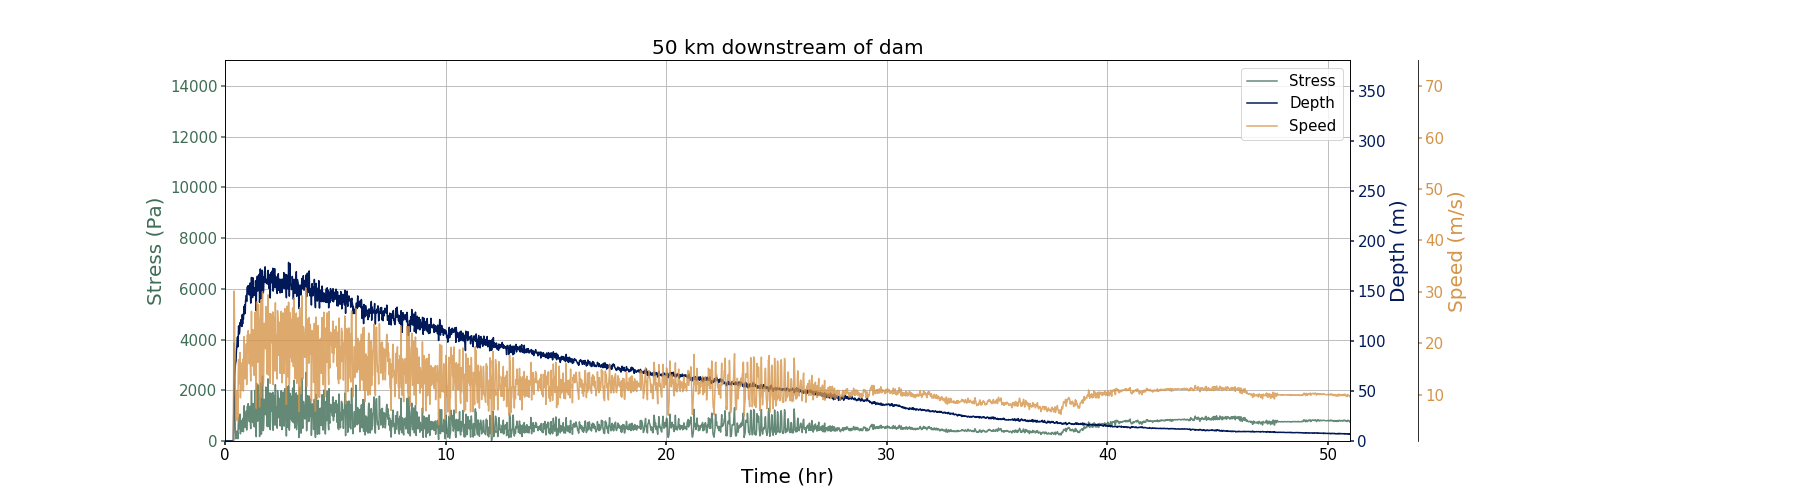 50 km downstream of dam
Stress (Pa)
14000
12000
10000
8000
6000
4000
2000
0
Stress
Depth
Speed
350
300
250
200
150
100
50
0
Depth (m)
70
60
50
40
30
20
10
Speed (m/s)
0 10 20 30 40 50
Time (hr)